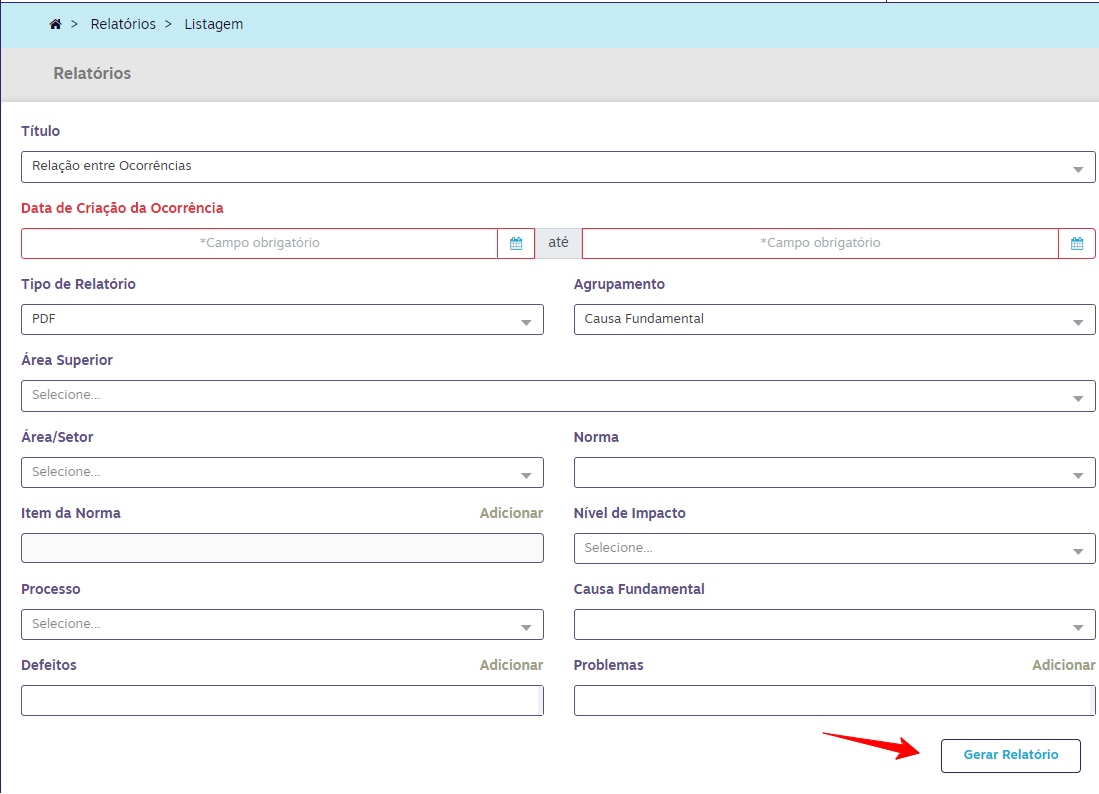 > Relatórios > Listagem
Relatórios
Título
Relação entre Ocorrências
Data de Criação da Ocorrência
*Campo obrigatório até *Campo obrigatório
Tipo de Relatório Agrupamento
PDF Causa Fundamental
Área Superior
Selecione...
Área/Setor Norma
Selecione...
Item da Norma Adicionar Nível de Impacto
Selecione...
Processo Causa Fundamental
Selecione...
Defeitos Adicionar Problemas Adicionar
Gerar Relatório